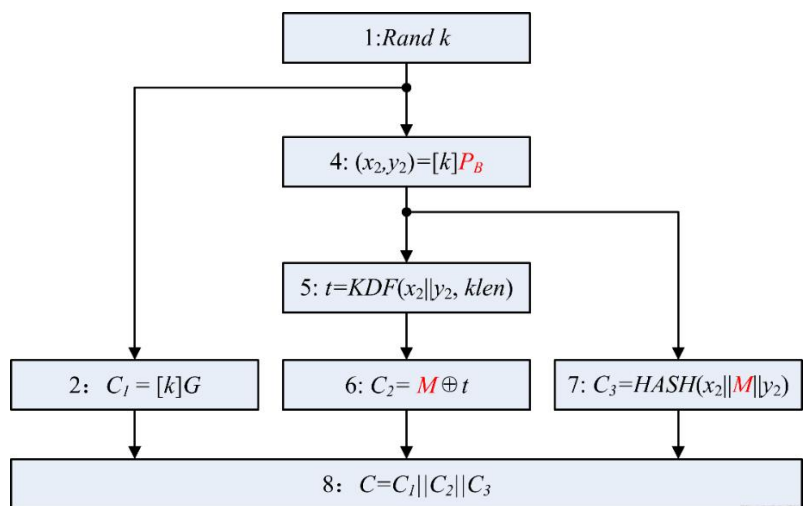 1:Rand k
4: (x₂,y₂)=[k]P_B
5: t=KDF(x₂||y₂, klen)
2：C₁ = [k]G
6: C₂= M⊕t
7: C₃=HASH(x₂||M||y₂)
8：C=C₁||C₂||C₃